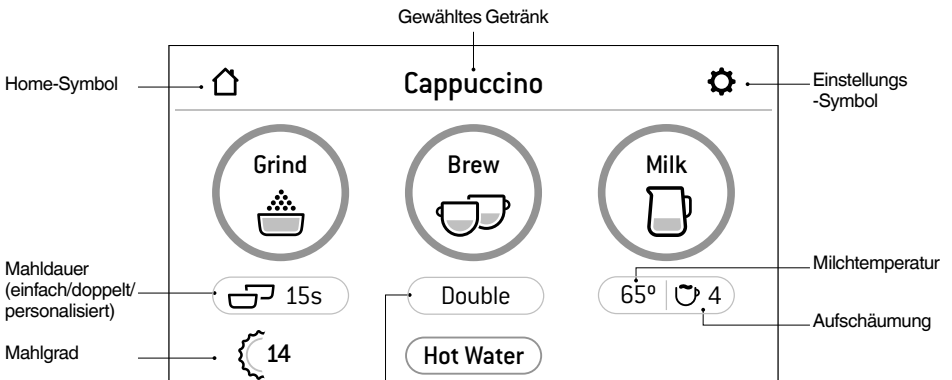 Gewähltes Getränk
Home-Symbol
Cappuccino
Einstellungs
-Symbol
Grind
Brew
Milk
Mahldauer
(einfach/doppelt/
personalisiert)
15s
Double
65º
4
Milchtemperatur
Aufschäumung
Mahlgrad
14
Hot Water